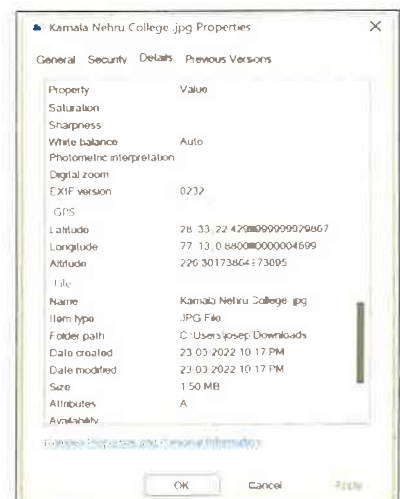 Kamala Nehru College .jpg Properties
General Security Details Previous Versions
Property Value
Saturation
Sharpness
White balance Auto
Photometric interpretation
Digital zoom
EXIF version 0232
GPS
Latitude
Longitude
Altitude
File
Name Kamala Nehru College .jpg
Item type JPG File
Folder path C:\Users\josep\Downloads
Date created 23-03-2022 10:17 PM
Date modified 23-03-2022 10:17 PM
Size 1.50 MB
Attributes A
Availability
Remove Properties and Personal Information
OK Cancel Apply